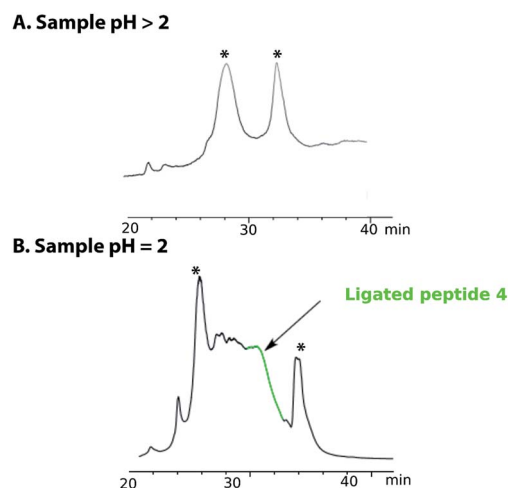 A. Sample pH > 2
* *
20 30 40 min
B. Sample pH = 2
*
Ligated peptide 4
*
20 30 40 min